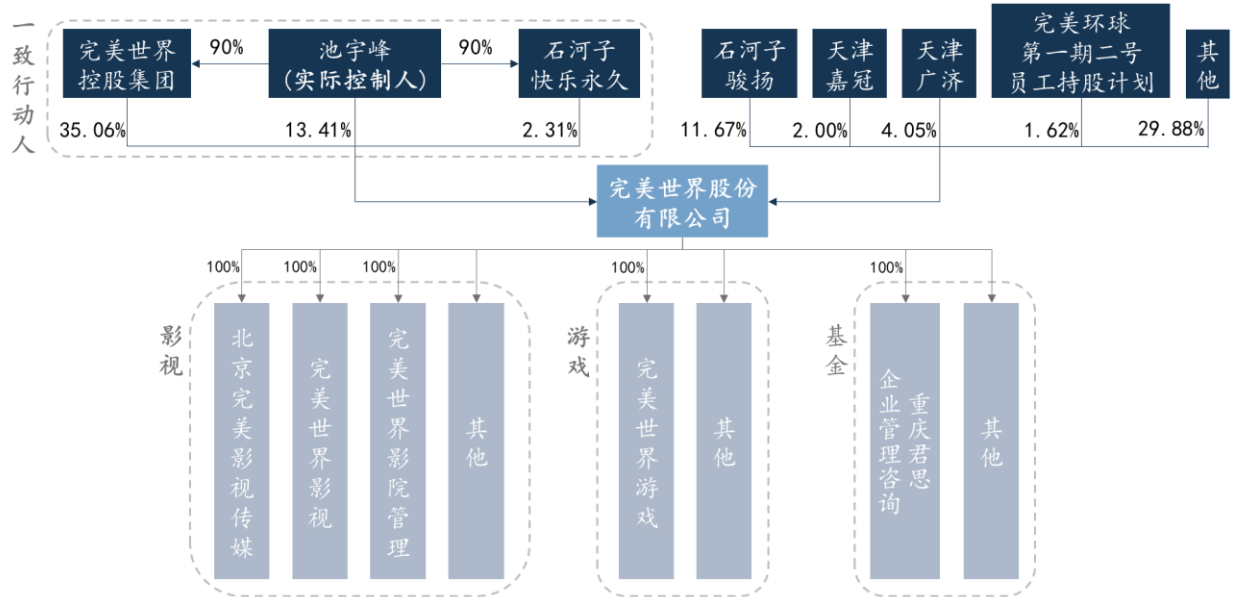 一致行动人
完美世界
控股集团
90%
池宇峰
(实际控制人)
90%
石河子
快乐永久
石河子
骏扬
天津
嘉冠
天津
广济
完美环球
第一期二号
员工持股计划
其他
35.06%
13.41%
2.31%
11.67%
2.00%
4.05%
1.62%
29.88%
完美世界股份
有限公司
100%
100%
100%
100%
100%
影视
北京完美影视传媒
完美世界影视
完美世界影院管理
其他
游戏
完美世界游戏
其他
基金
重庆君思
企业管理咨询
其他